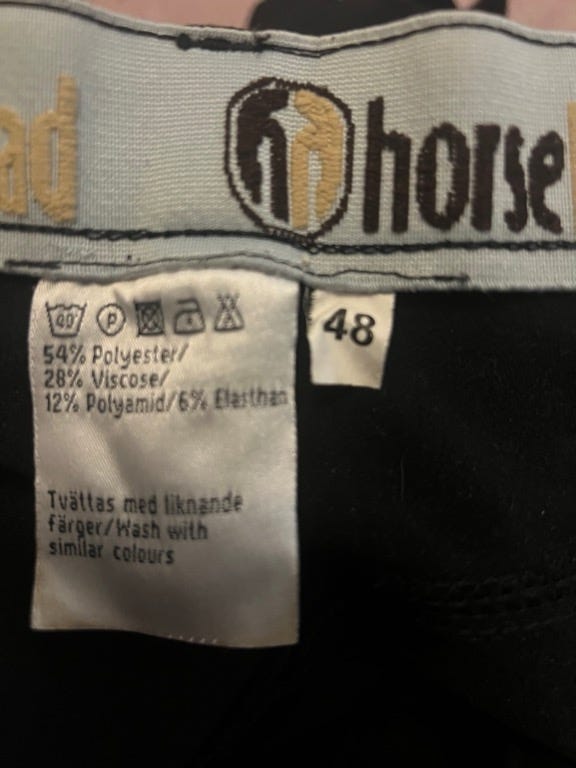 ad horse
40 P
48
54% Polyester/
28% Viscose/
12% Polyamid/6% Elasthan
Tvättas med liknande
färger/Wash with
similar colours